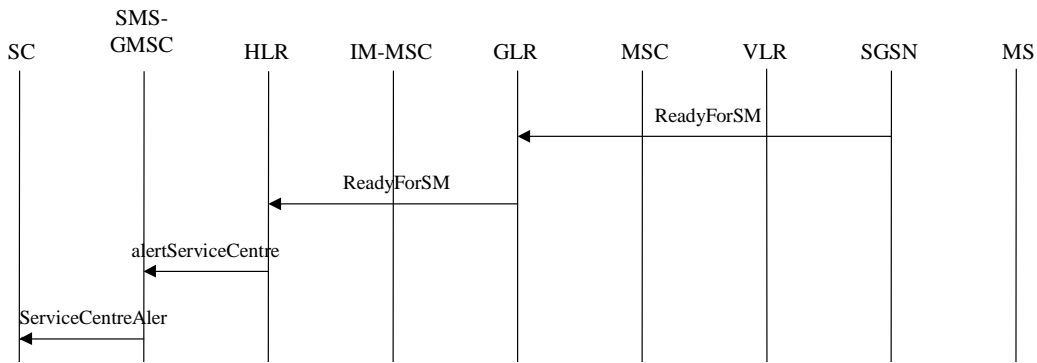 SMS-
GMSC
SC
HLR
IM-MSC
GLR
MSC
VLR
SGSN
MS
ReadyForSM
ReadyForSM
alertServiceCentre
ServiceCentreAler